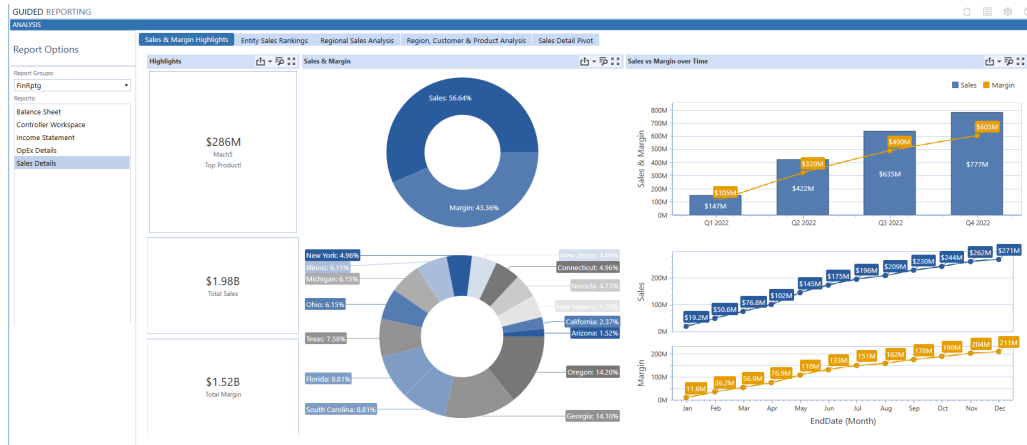 GUIDED REPORTING
ANALYSIS
Report Options
Report Groups:
FinRptg
Reports:
Balance Sheet
Controller Workspace
Income Statement
OpEx Details
Sales Details
Sales & Margin Highlights
Entity Sales Rankings
Regional Sales Analysis
Region, Customer & Product Analysis
Sales Detail Pivot
Highlights
$286M
Mach5
Top Product!
$1.98B
Total Sales
$1.52B
Total Margin
Sales & Margin
Sales: 56.64%
Margin: 43.36%
New York: 4.96%
Illinois: 6.15%
Michigan: 6.15%
Ohio: 6.15%
Texas: 7.58%
Florida: 8.81%
South Carolina: 8.81%
New Jersey: 4.96%
Connecticut: 4.96%
Nevada: 4.73%
New Mexico: 4.73%
California: 2.37%
Arizona: 1.52%
Oregon: 14.20%
Georgia: 14.10%
Sales vs Margin over Time
Sales
Margin
Sales & Margin
800M
700M
600M
500M
400M
300M
200M
100M
0M
$105M
$147M
$320M
$422M
$490M
$635M
$605M
$777M
Q1 2022
Q2 2022
Q3 2022
Q4 2022
Sales
200M
100M
0M
$19.2M
$50.6M
$76.8M
$102M
$145M
$175M
$196M
$209M
$230M
$244M
$262M
$271M
Margin
200M
100M
0M
11.6M
36.2M
56.9M
76.9M
110M
133M
151M
162M
178M
190M
204M
211M
Jan
Feb
Mar
Apr
May
Jun
Jul
Aug
Sep
Oct
Nov
Dec
EndDate (Month)